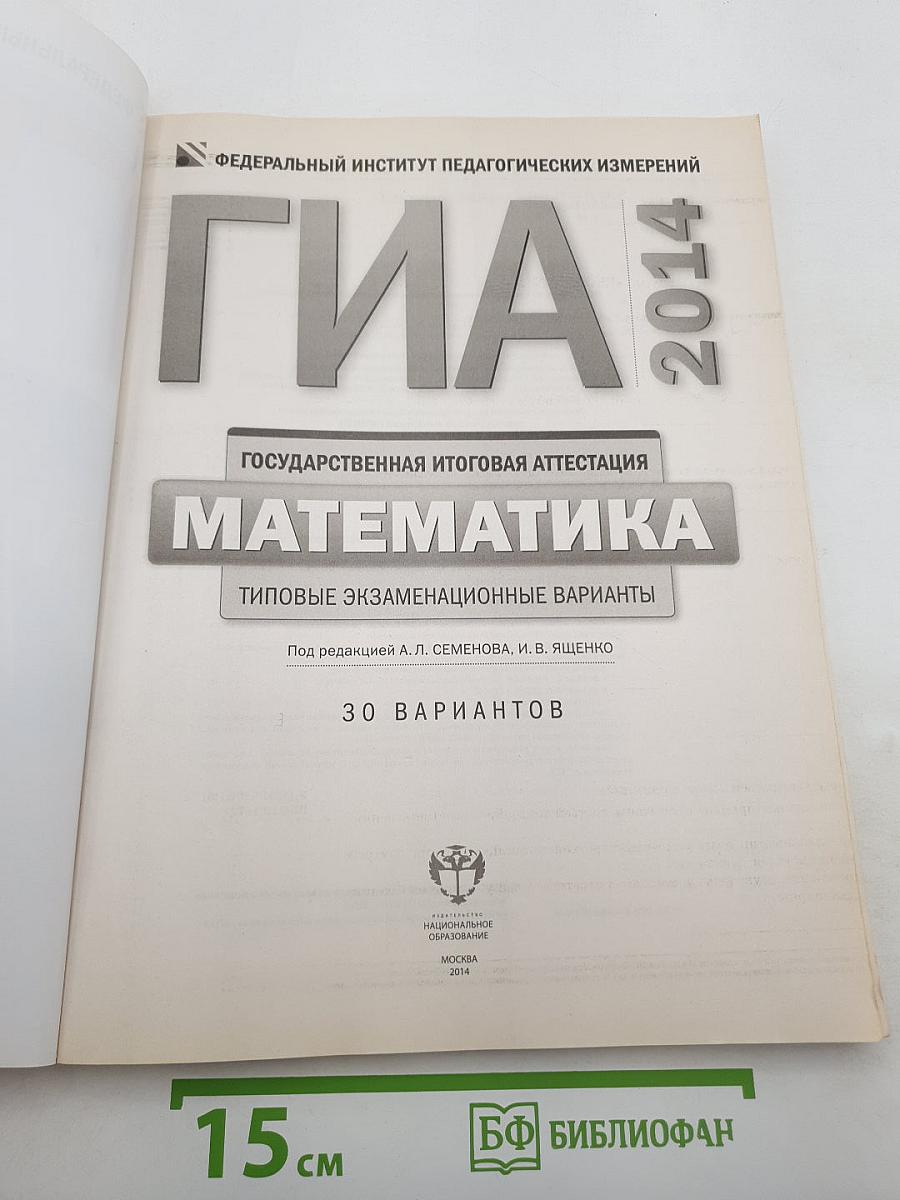 ФЕДЕРАЛЬНЫЙ ИНСТИТУТ ПЕДАГОГИЧЕСКИХ ИЗМЕРЕНИЙ
ГИА
2014
ГОСУДАРСТВЕННАЯ ИТОГОВАЯ АТТЕСТАЦИЯ
МАТЕМАТИКА
ТИПОВЫЕ ЭКЗАМЕНАЦИОННЫЕ ВАРИАНТЫ
Под редакцией А. Л. СЕМЕНОВА, И. В. ЯЩЕНКО
30 ВАРИАНТОВ
ИЗДАТЕЛЬСТВО
НАЦИОНАЛЬНОЕ
ОБРАЗОВАНИЕ
МОСКВА
2014
15 см
БФ БИБЛИОФАН